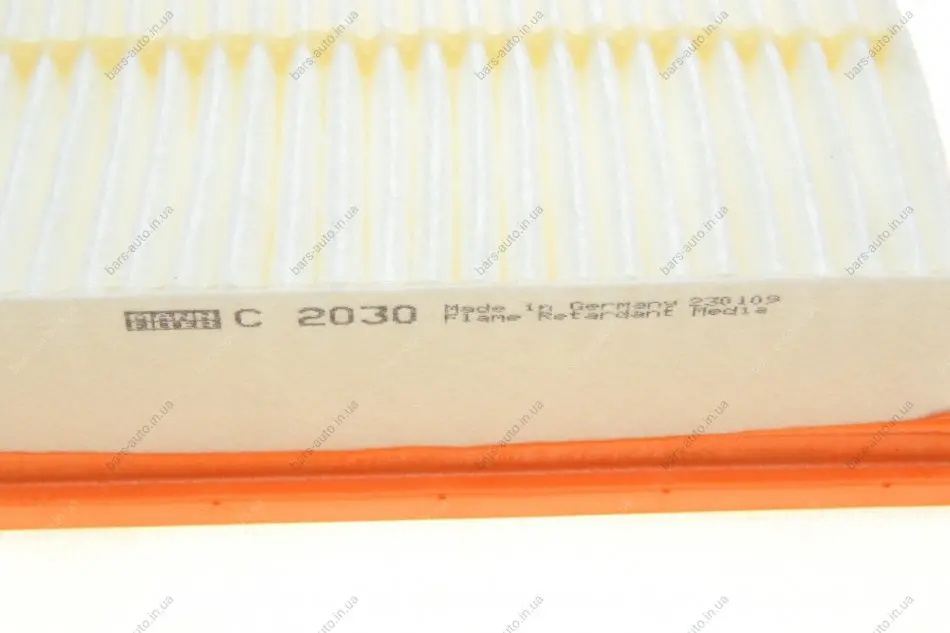 MANN FILTER C 2030 Made in Germany 230109
Flame Retardant Media
bars-auto.in.ua